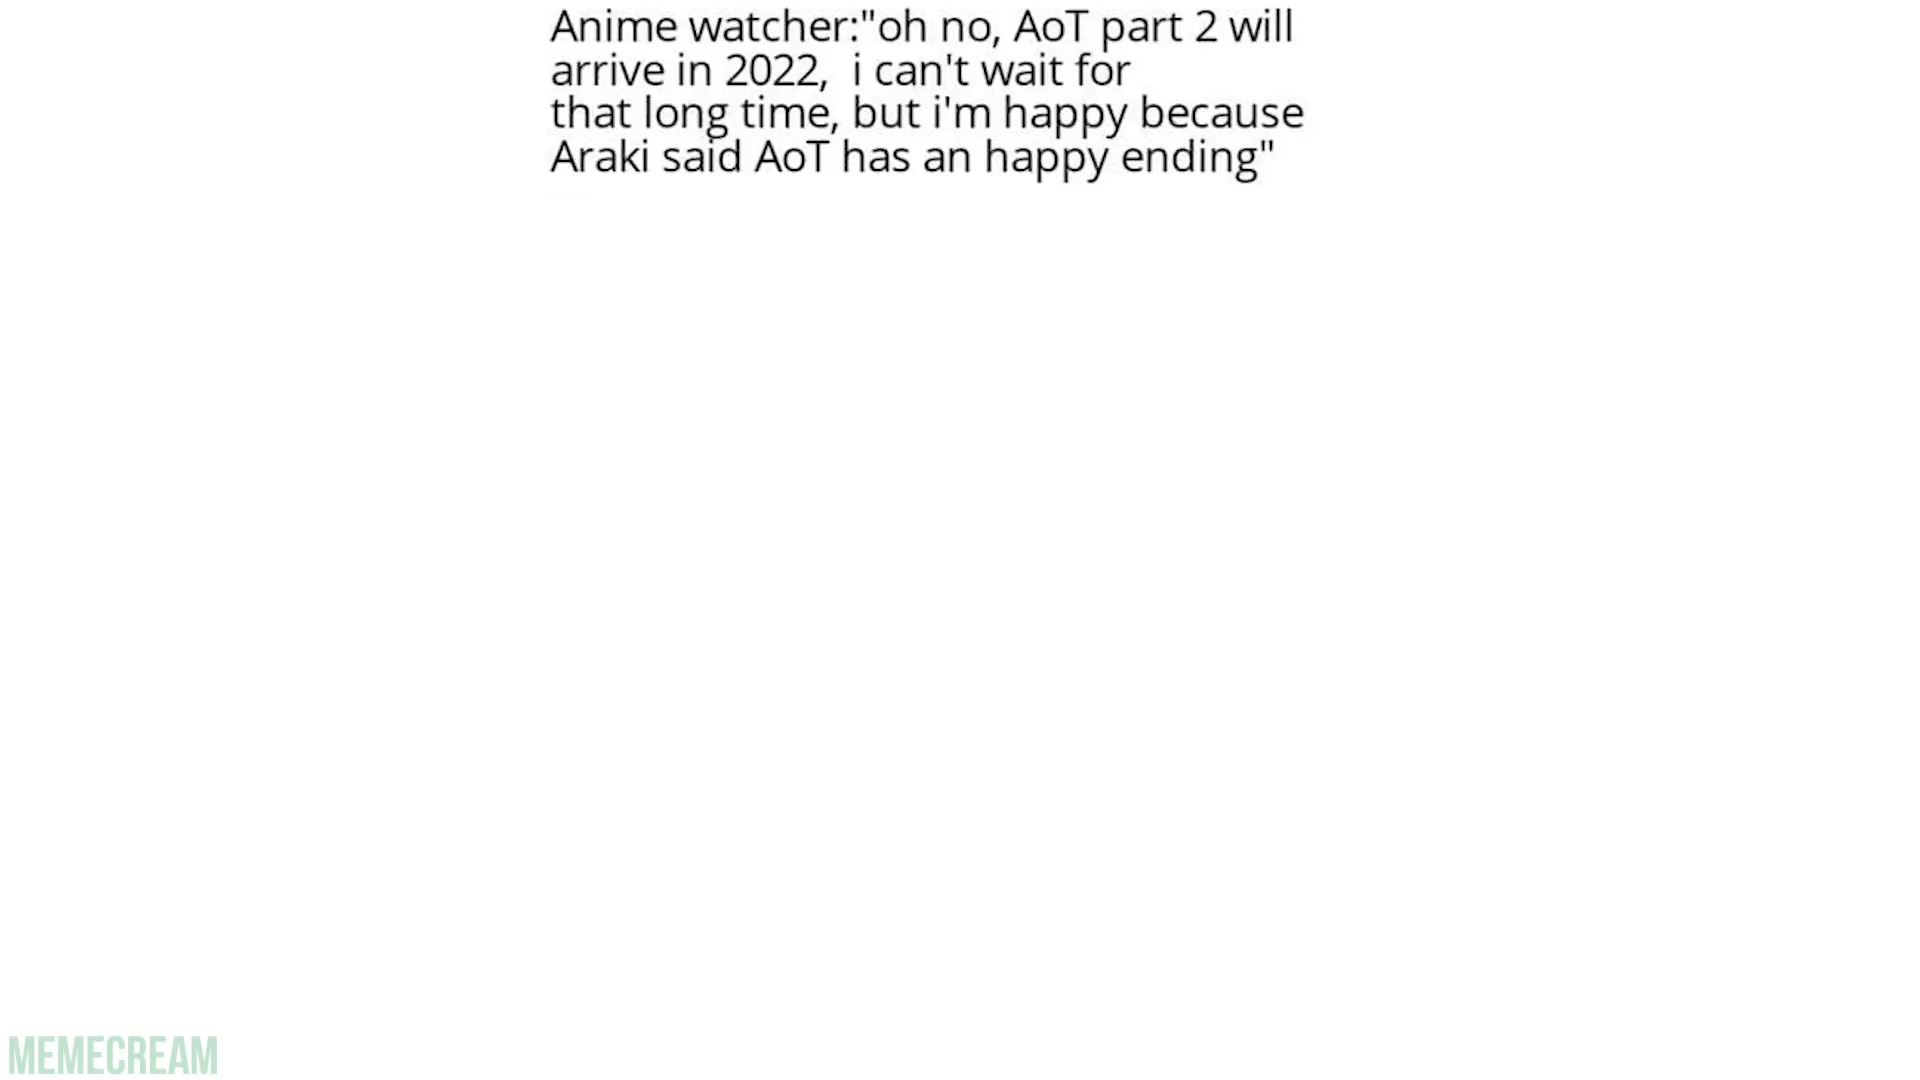 Anime watcher:"oh no, AoT part 2 will
arrive in 2022,  i can't wait for
that long time, but i'm happy because
Araki said AoT has an happy ending"
MEMECREAM